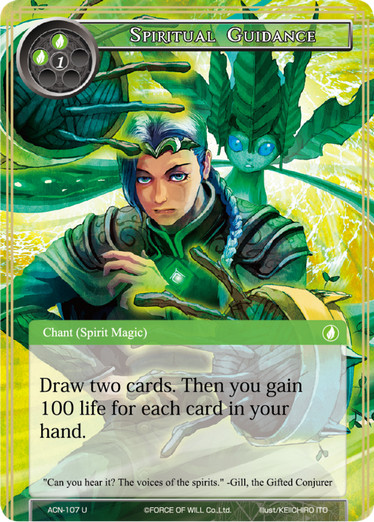 Spiritual Guidance
1
Chant (Spirit Magic)
Draw two cards. Then you gain
100 life for each card in your
hand.
"Can you hear it? The voices of the spirits." -Gill, the Gifted Conjurer
ACN-107 U ©FORCE OF WILL Co.,Ltd. Illust/KEIICHIRO ITO